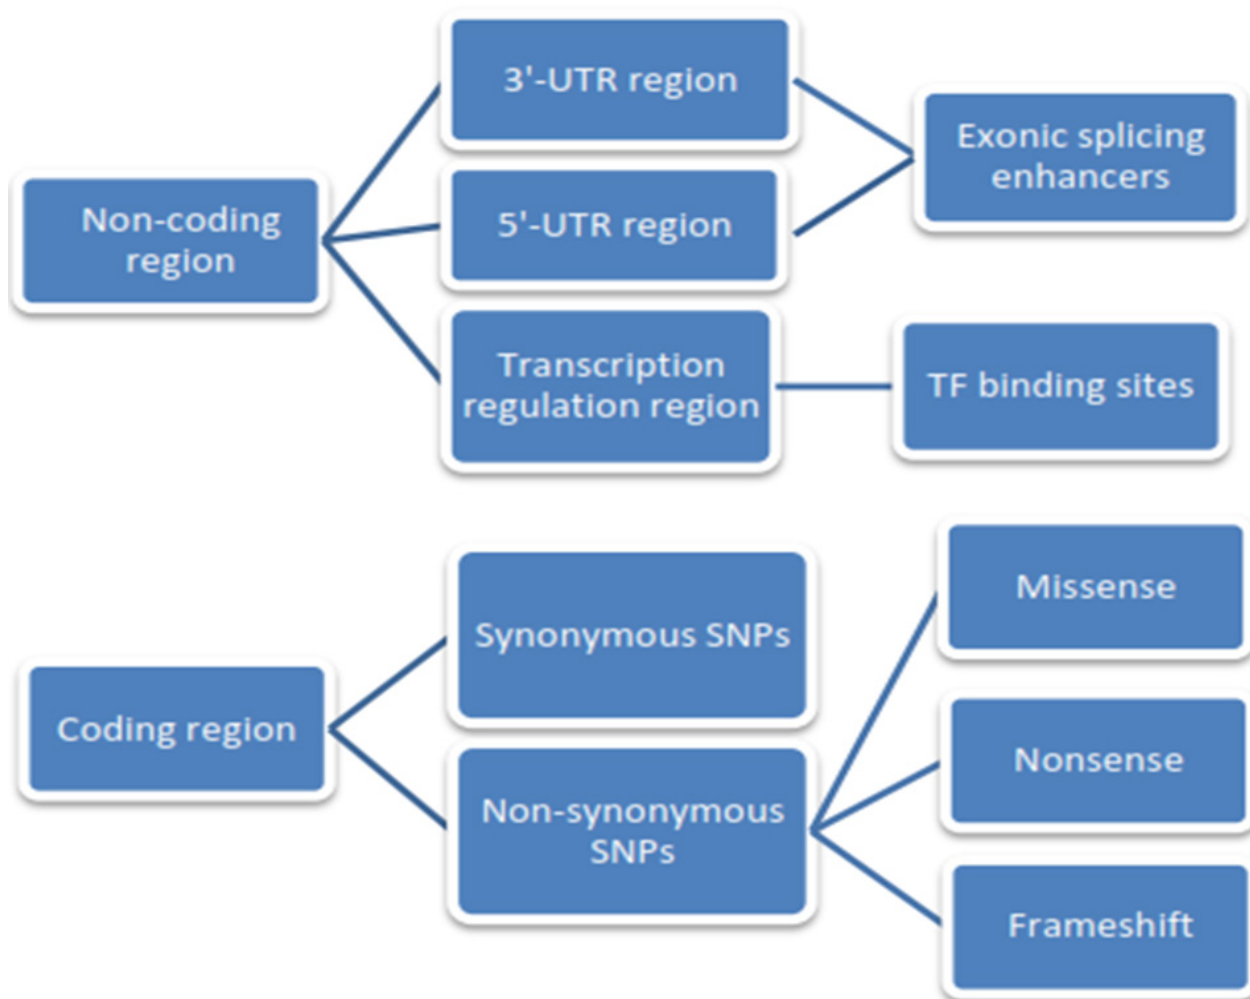 3'-UTR region
Exonic splicing
enhancers
Non-coding
region
5'-UTR region
Transcription
regulation region
TF binding sites
Missense
Synonymous SNPs
Coding region
Nonsense
Non-synonymous
SNPs
Frameshift